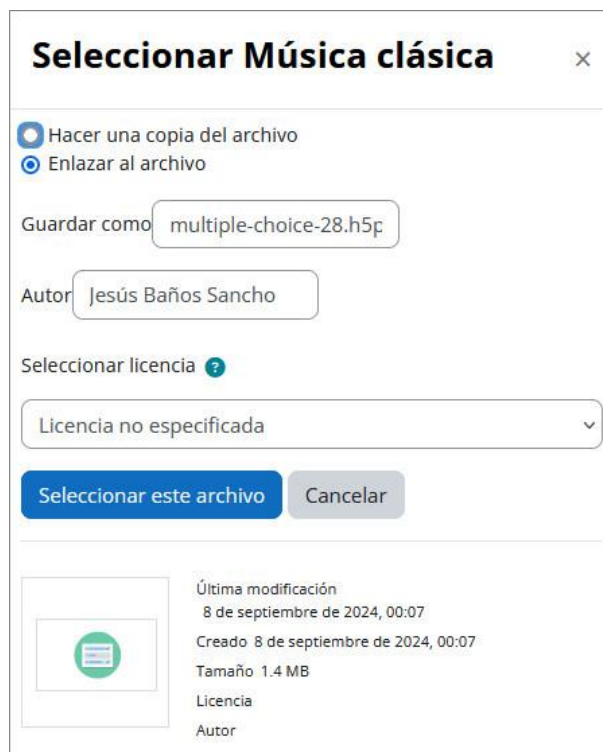 Seleccionar Música clásica ×
Hacer una copia del archivo
Enlazar al archivo
Guardar como multiple-choice-28.h5p
Autor Jesús Baños Sancho
Seleccionar licencia ?
Licencia no especificada
Seleccionar este archivo Cancelar
Última modificación
8 de septiembre de 2024, 00:07
Creado 8 de septiembre de 2024, 00:07
Tamaño 1.4 MB
Licencia
Autor